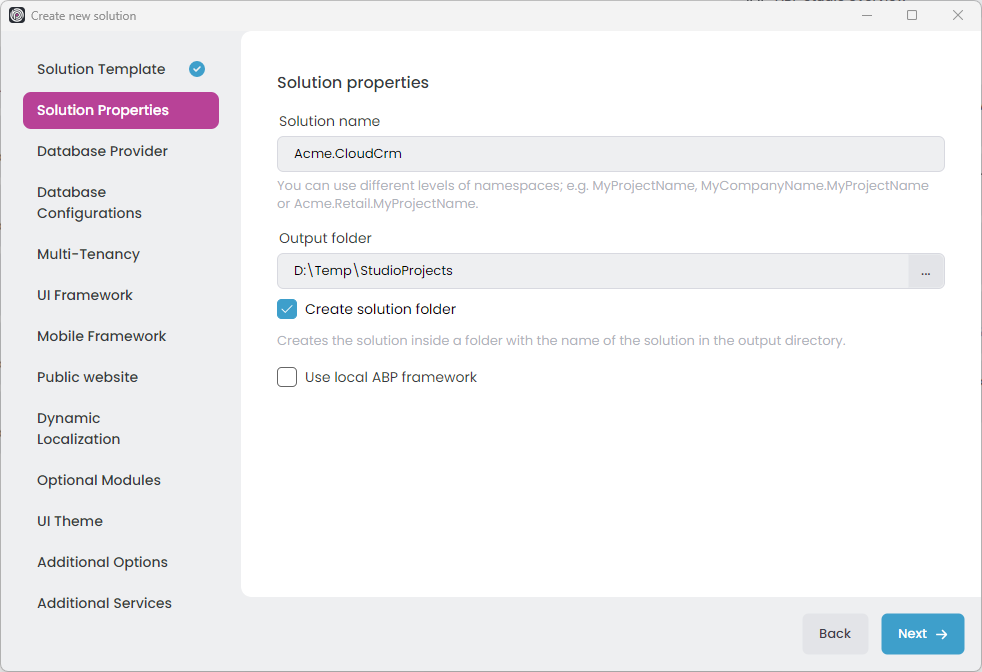 Create new solution
Solution Template
Solution Properties
Database Provider
Database
Configurations
Multi-Tenancy
UI Framework
Mobile Framework
Public website
Dynamic
Localization
Optional Modules
UI Theme
Additional Options
Additional Services
Solution properties
Solution name
Acme.CloudCrm
You can use different levels of namespaces; e.g. MyProjectName, MyCompanyName.MyProjectName
or Acme.Retail.MyProjectName.
Output folder
D:\Temp\StudioProjects
...
Create solution folder
Creates the solution inside a folder with the name of the solution in the output directory.
Use local ABP framework
Back
Next →